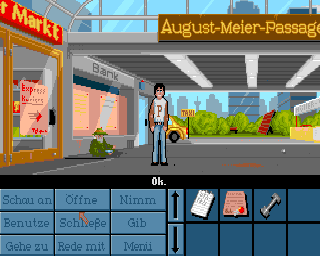 r Markt
August-Meier-Passage
Bank
Express
TAXI
P
Ok.
Schau an Öffne Nimm
Benutze Schließe Gib
Gehe zu Rede mit Menü